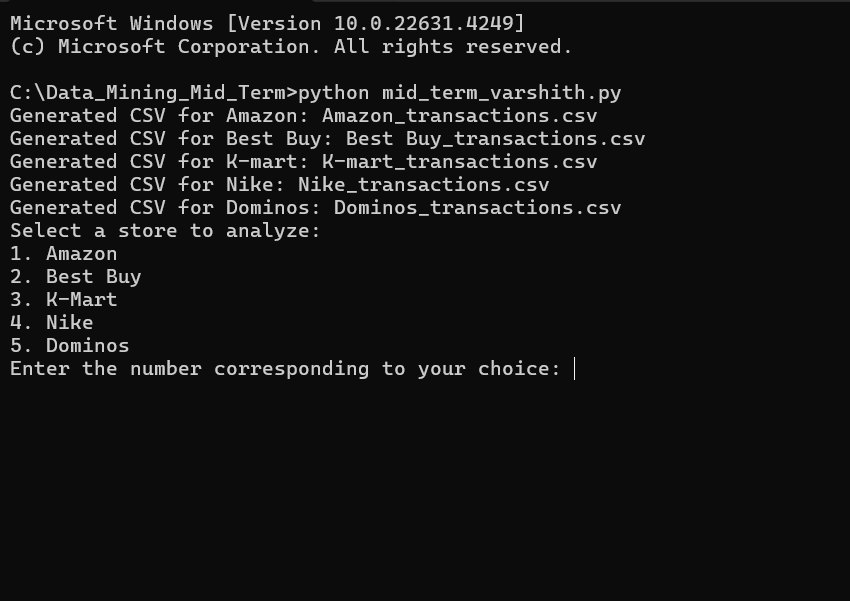 Microsoft Windows [Version 10.0.22631.4249]
(c) Microsoft Corporation. All rights reserved.
C:\Data_Mining_Mid_Term>python mid_term_varshith.py
Generated CSV for Amazon: Amazon_transactions.csv
Generated CSV for Best Buy: Best Buy_transactions.csv
Generated CSV for K-mart: K-mart_transactions.csv
Generated CSV for Nike: Nike_transactions.csv
Generated CSV for Dominos: Dominos_transactions.csv
Select a store to analyze:
1. Amazon
2. Best Buy
3. K-Mart
4. Nike
5. Dominos
Enter the number corresponding to your choice: